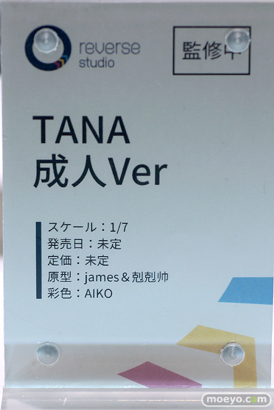 reverse
studio
監修中
TANA
成人Ver
スケール：1/7
発売日：未定
定価：未定
原型：james＆剋剋帅
彩色：AIKO
moeyo.com